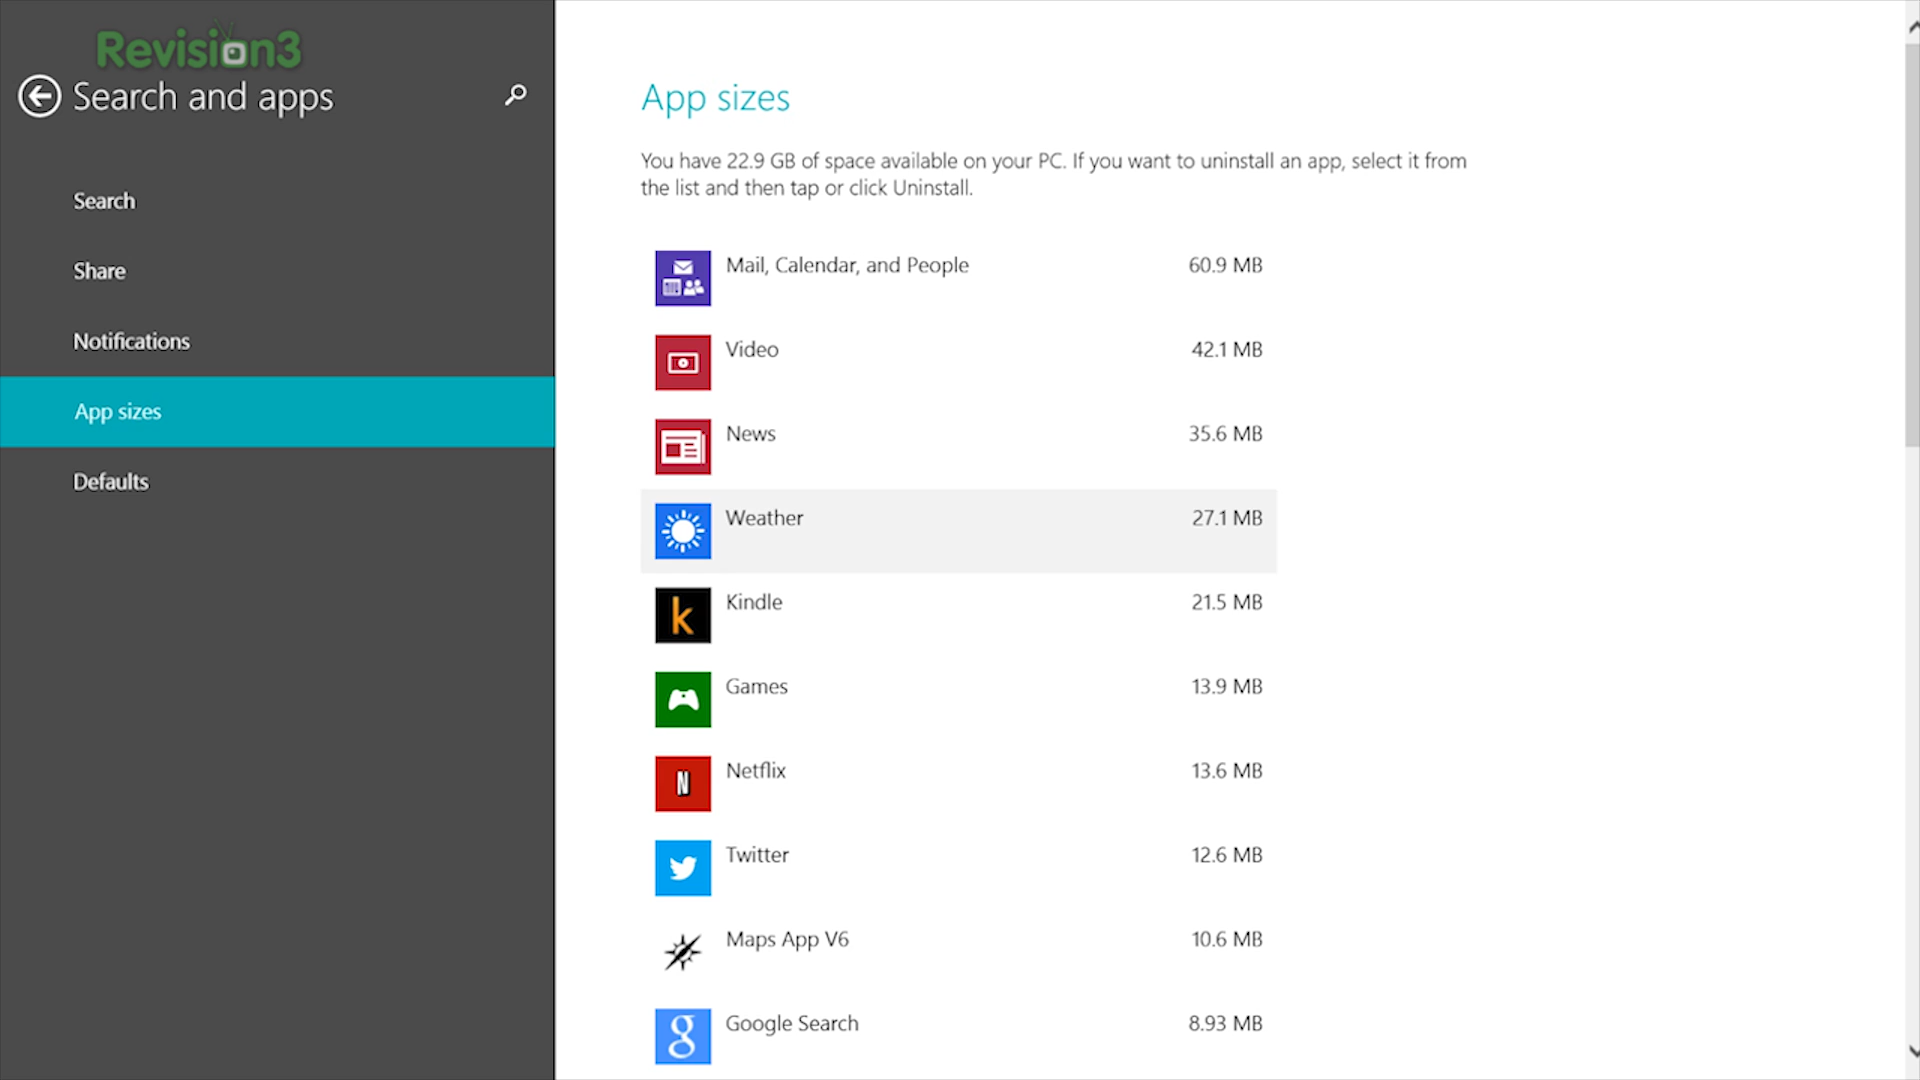 Revision3
Search and apps
Search
Share
Notifications
App sizes
Defaults
App sizes
You have 22.9 GB of space available on your PC. If you want to uninstall an app, select it from
the list and then tap or click Uninstall.
Mail, Calendar, and People 60.9 MB
Video 42.1 MB
News 35.6 MB
Weather 27.1 MB
k Kindle 21.5 MB
Games 13.9 MB
N Netflix 13.6 MB
Twitter 12.6 MB
Maps App V6 10.6 MB
g Google Search 8.93 MB